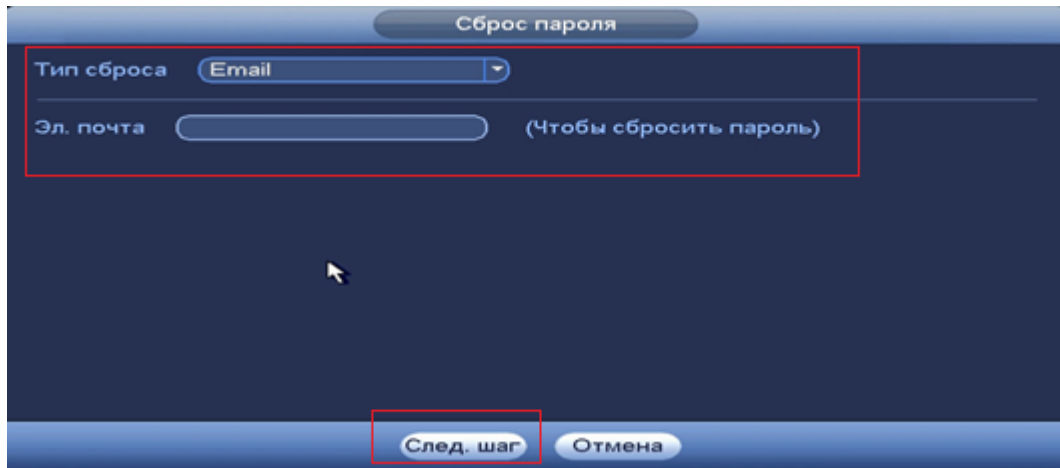 Сброс пароля
Тип сброса Email
Эл. почта (Чтобы сбросить пароль)
След. шаг Отмена